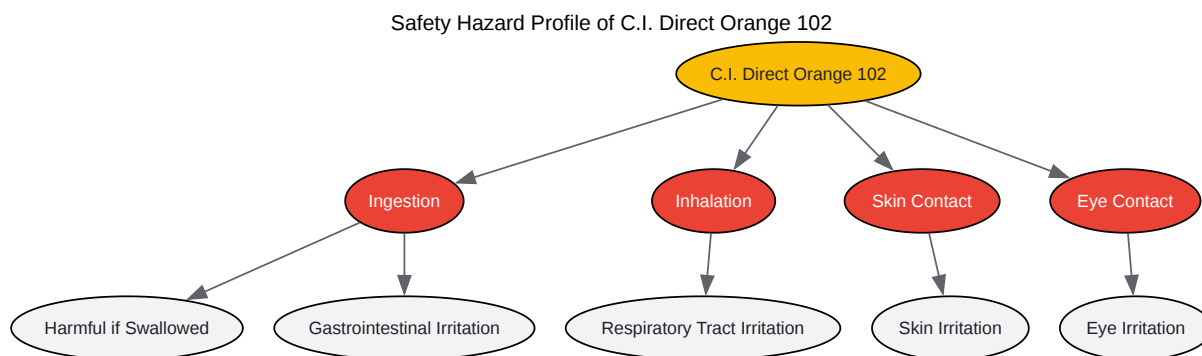 Safety Hazard Profile of C.I. Direct Orange 102
C.I. Direct Orange 102
Ingestion
Inhalation
Skin Contact
Eye Contact
Harmful if Swallowed
Gastrointestinal Irritation
Respiratory Tract Irritation
Skin Irritation
Eye Irritation